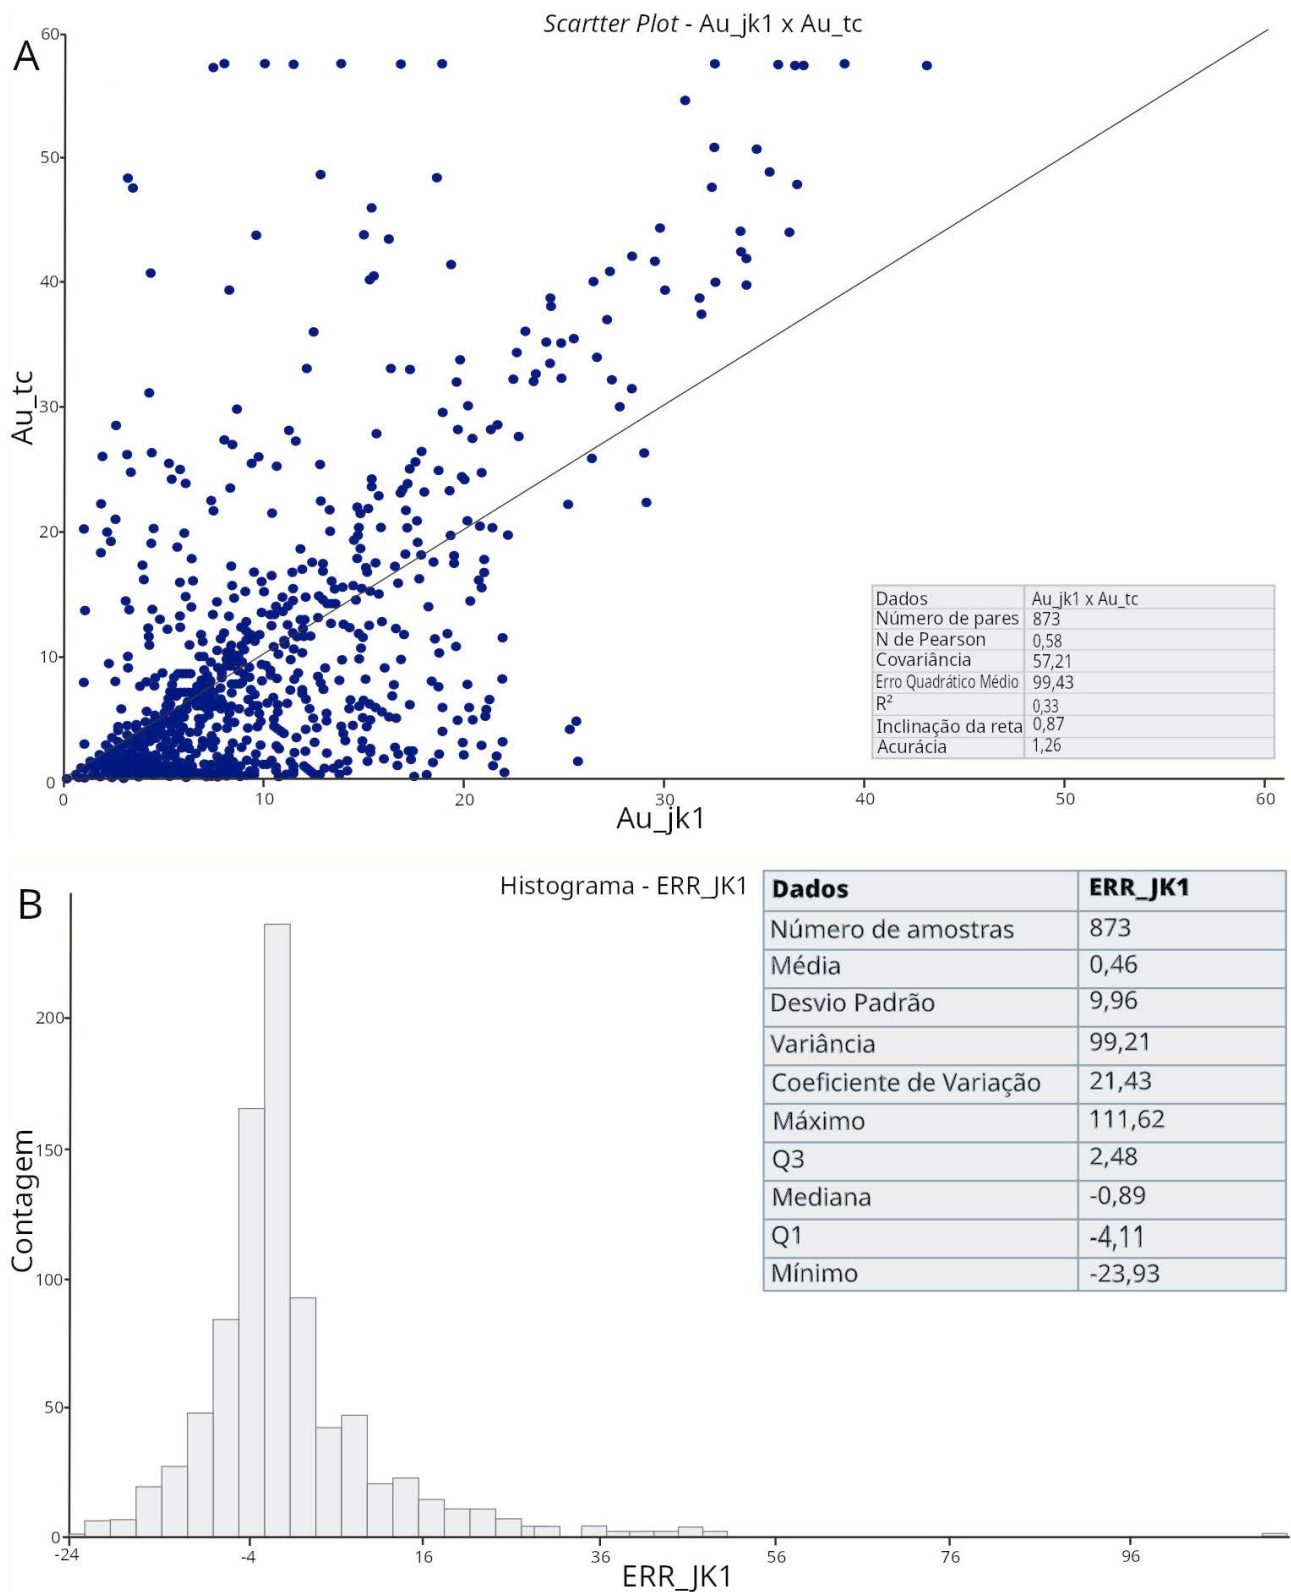 Scartter Plot - Au_jk1 x Au_tc
A
60
50
40
30
20
10
0
Au_tc
Dados Au_jk1 x Au_tc
Número de pares 873
N de Pearson 0,58
Covariância 57,21
Erro Quadrático Médio 99,43
R² 0,33
Inclinação da reta 0,87
Acurácia 1,26
0 10 20 30 40 50 60
Au_jk1
B
Histograma - ERR_JK1
Dados ERR_JK1
Número de amostras 873
Média 0,46
Desvio Padrão 9,96
Variância 99,21
Coeficiente de Variação 21,43
Máximo 111,62
Q3 2,48
Mediana -0,89
Q1 -4,11
Mínimo -23,93
200
150
100
50
0
Contagem
-24 -4 16 36 56 76 96
ERR_JK1